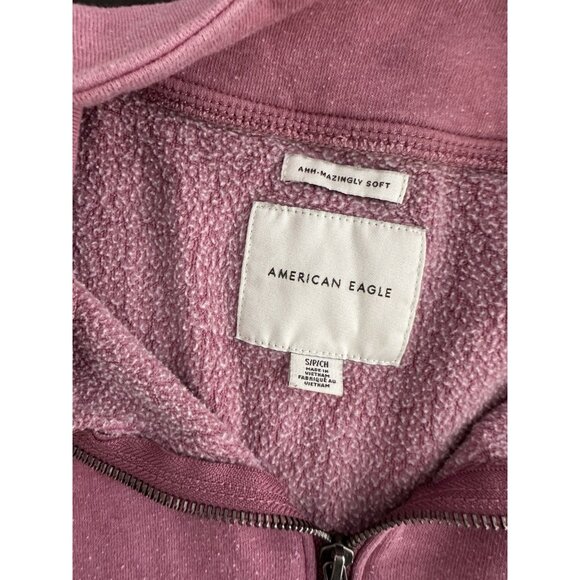 AHH-MAZINGLY SOFT
AMERICAN EAGLE
S/P/CH
MADE IN
VIETNAM
FABRIQUÉ AU
VIETNAM